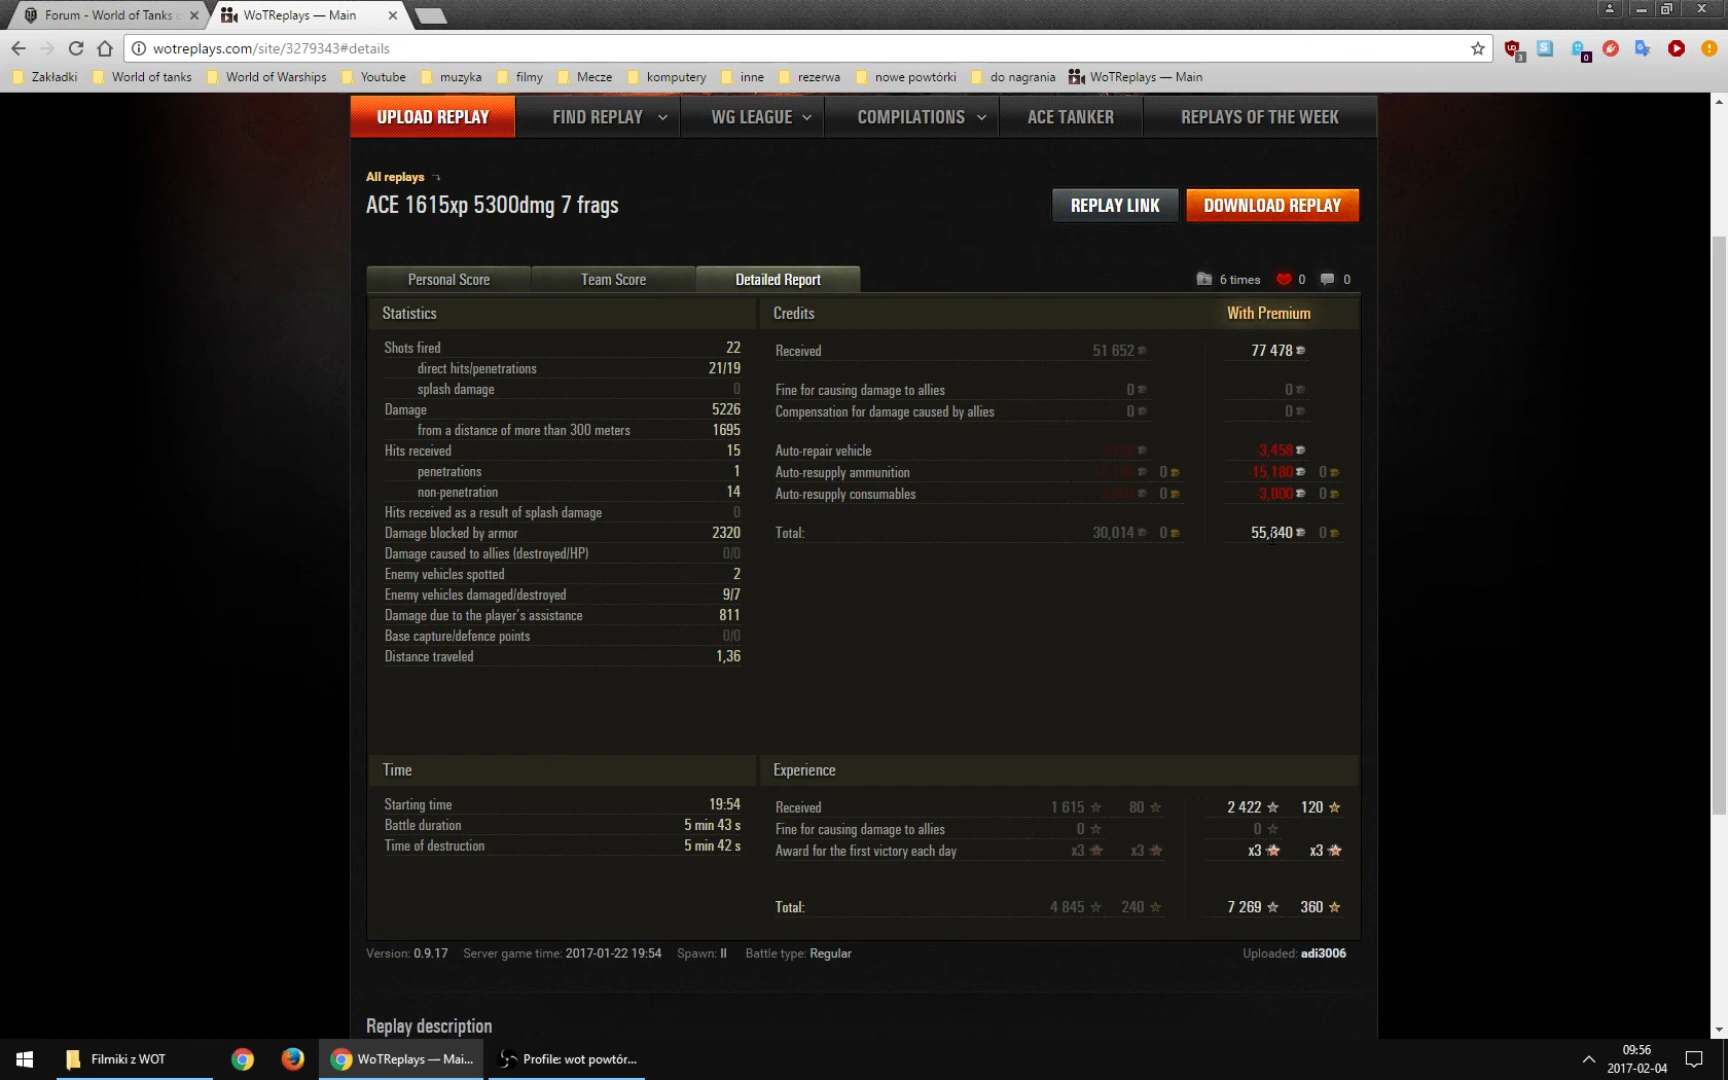 Forum - World of Tanks
WoTReplays — Main
wotreplays.com/site/3279343#details
Zakładki World of tanks World of Warships Youtube muzyka filmy Mecze komputery inne rezerwa nowe powtórki do nagrania WoTReplays — Main
UPLOAD REPLAY FIND REPLAY WG LEAGUE COMPILATIONS ACE TANKER REPLAYS OF THE WEEK
All replays
ACE 1615xp 5300dmg 7 frags
REPLAY LINK DOWNLOAD REPLAY
Personal Score Team Score Detailed Report 6 times 0 0
Statistics Credits With Premium
Shots fired 22
direct hits/penetrations 21/19
splash damage 0
Damage 5226
from a distance of more than 300 meters 1695
Hits received 15
penetrations 1
non-penetration 14
Hits received as a result of splash damage 0
Damage blocked by armor 2320
Damage caused to allies (destroyed/HP) 0/0
Enemy vehicles spotted 2
Enemy vehicles damaged/destroyed 9/7
Damage due to the player's assistance 811
Base capture/defence points 0/0
Distance traveled 1,36
Received 51 652 77 478
Fine for causing damage to allies 0 0
Compensation for damage caused by allies 0 0
Auto-repair vehicle -3,458
Auto-resupply ammunition 0 -15,180 0
Auto-resupply consumables 0 -3,000 0
Total: 30,014 0 55,840 0
Time Experience
Starting time 19:54
Battle duration 5 min 43 s
Time of destruction 5 min 42 s
Received 1 615 80 2 422 120
Fine for causing damage to allies 0 0
Award for the first victory each day x3 x3 x3 x3
Total: 4 845 240 7 269 360
Version: 0.9.17 Server game time: 2017-01-22 19:54 Spawn: II Battle type: Regular Uploaded: adi3006
Replay description
Filmiki z WOT WoTReplays — Mai... Profile: wot powtór...
09:56
2017-02-04